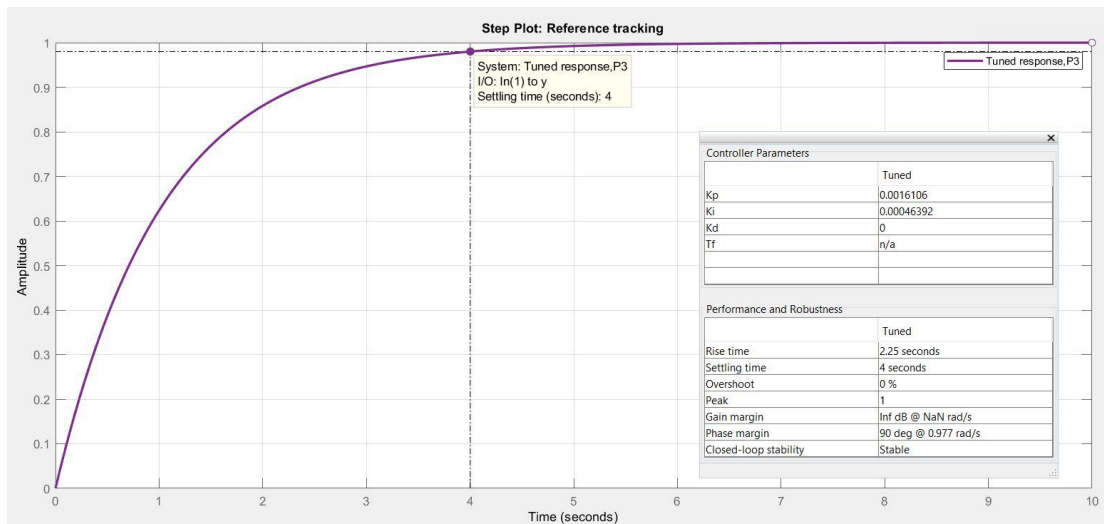 Step Plot: Reference tracking
Amplitude
1
0.9
0.8
0.7
0.6
0.5
0.4
0.3
0.2
0.1
0
System: Tuned response,P3
I/O: In(1) to y
Settling time (seconds): 4
Tuned response,P3
Controller Parameters
Tuned
Kp 0.0016106
Ki 0.00046392
Kd 0
Tf n/a
Performance and Robustness
Tuned
Rise time 2.25 seconds
Settling time 4 seconds
Overshoot 0 %
Peak 1
Gain margin Inf dB @ NaN rad/s
Phase margin 90 deg @ 0.977 rad/s
Closed-loop stability Stable
0 1 2 3 4 5 6 7 8 9 10
Time (seconds)